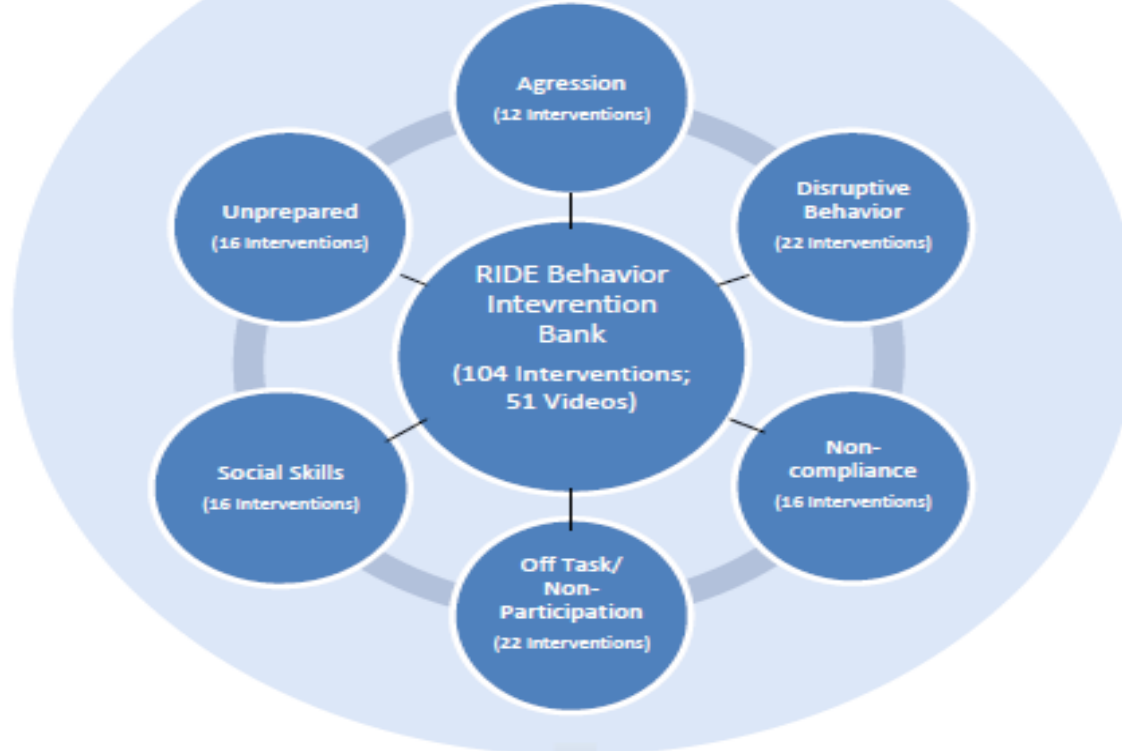 Agression
(12 Interventions)
Disruptive
Behavior
(22 Interventions)
Unprepared
(16 Interventions)
RIDE Behavior
Intevrention
Bank
(104 Interventions;
51 Videos)
Non-
compliance
(16 Interventions)
Social Skills
(16 Interventions)
Off Task/
Non-
Participation
(22 Interventions)